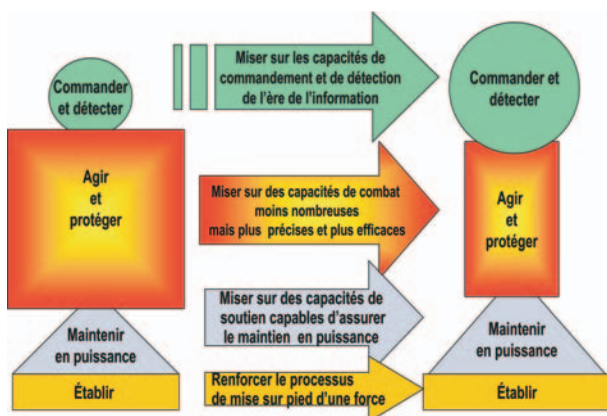 Commander
et détecter
Agir
et
protéger
Maintenir
en puissance
Établir
Miser sur les capacités de
commandement et de détection
de l'ère de l'information
Miser sur des capacités de combat
moins nombreuses
mais plus précises et plus efficaces
Miser sur des capacités de
soutien capables d'assurer
le maintien en puissance
Renforcer le processus
de mise sur pied d'une force
Commander et
détecter
Agir
et
protéger
Maintenir
en puissance
Établir